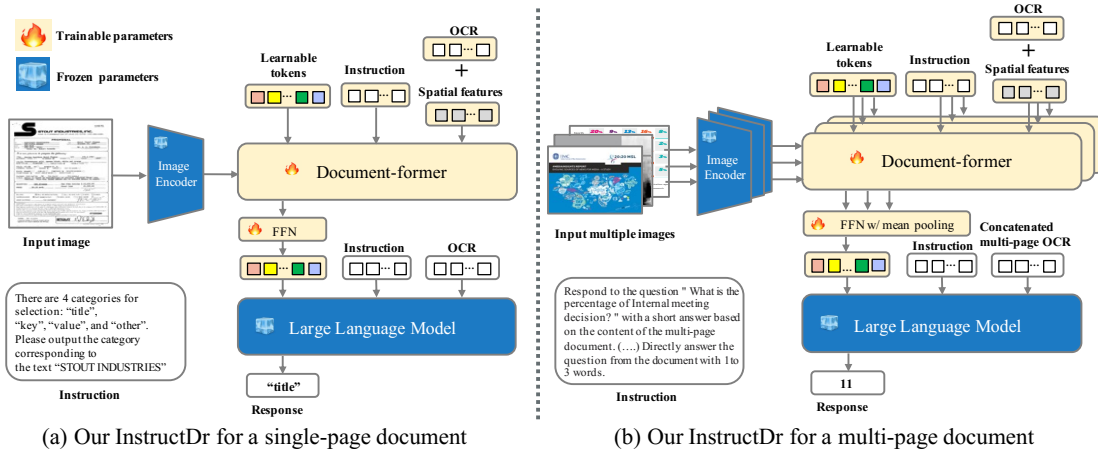 Trainable parameters
Frozen parameters
Learnable
tokens
Instruction
OCR
+
Spatial features
STOUT INDUSTRIES, INC.
Image
Encoder
Document-former
Input image
FFN
Instruction
OCR
There are 4 categories for
selection: “title”,
“key”, “value”, and “other”.
Please output the category
corresponding to
the text “STOUT INDUSTRIES”
Instruction
Large Language Model
“title”
Response
(a) Our InstructDr for a single-page document
OCR
+
Learnable
tokens
Instruction
Spatial features
Image
Encoder
Document-former
Input multiple images
FFN w/ mean pooling
Instruction
Concatenated
multi-page OCR
Respond to the question " What is the
percentage of Internal meeting
decision? " with a short answer based
on the content of the multi-page
document. (….) Directly answer the
question from the document with 1 to
3 words.
Instruction
Large Language Model
11
Response
(b) Our InstructDr for a multi-page document